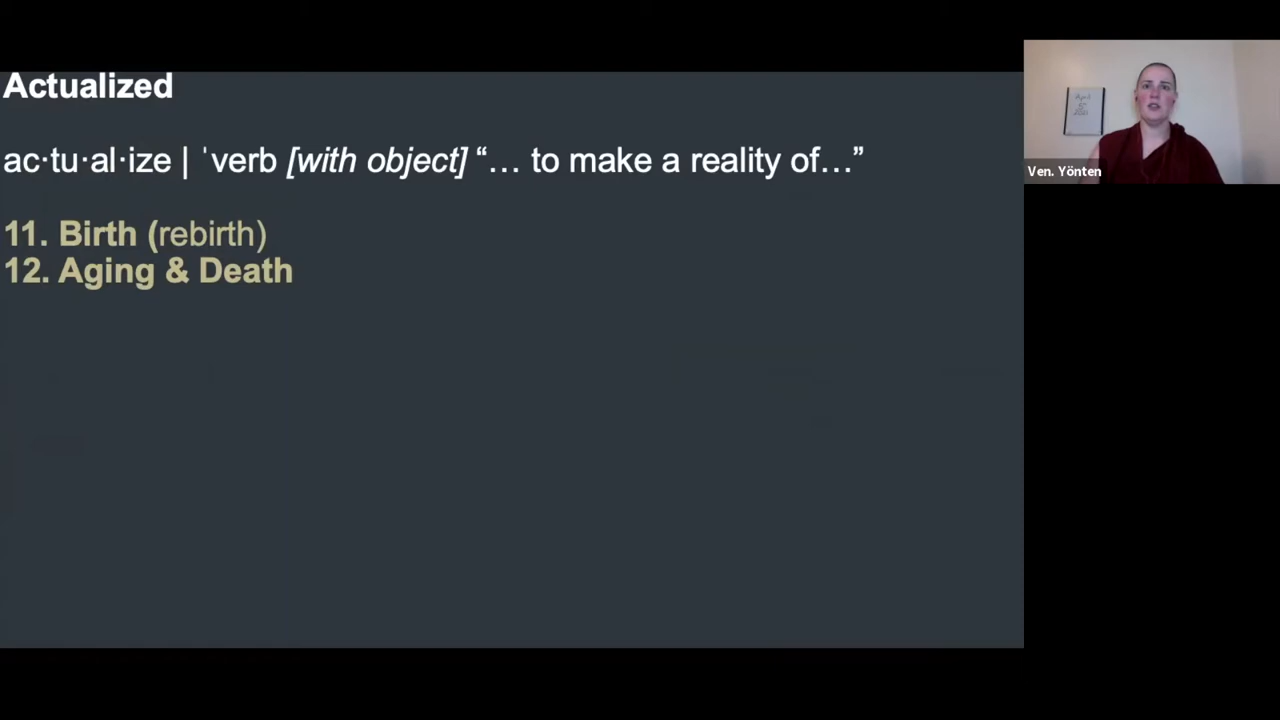 Actualized
ac·tu·al·ize | ˈverb [with object] “… to make a reality of…”
11. Birth (rebirth)
12. Aging & Death
Ven. Yönten